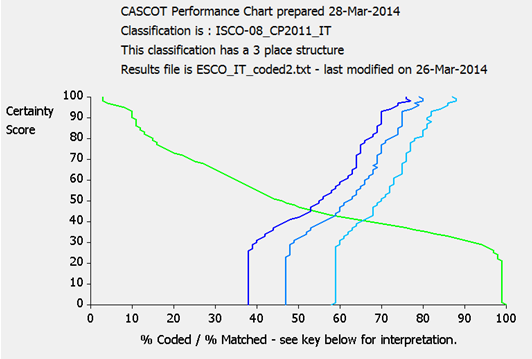 CASCOT Performance Chart prepared 28-Mar-2014
Classification is : ISCO-08_CP2011_IT
This classification has a 3 place structure
Results file is ESCO_IT_coded2.txt - last modified on 26-Mar-2014
Certainty
Score
100
90
80
70
60
50
40
30
20
10
0
0 10 20 30 40 50 60 70 80 90 100
% Coded / % Matched - see key below for interpretation.